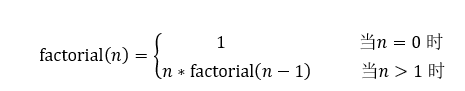 factorial(n) = { 1 当n = 0 时
n * factorial(n − 1) 当n > 1 时